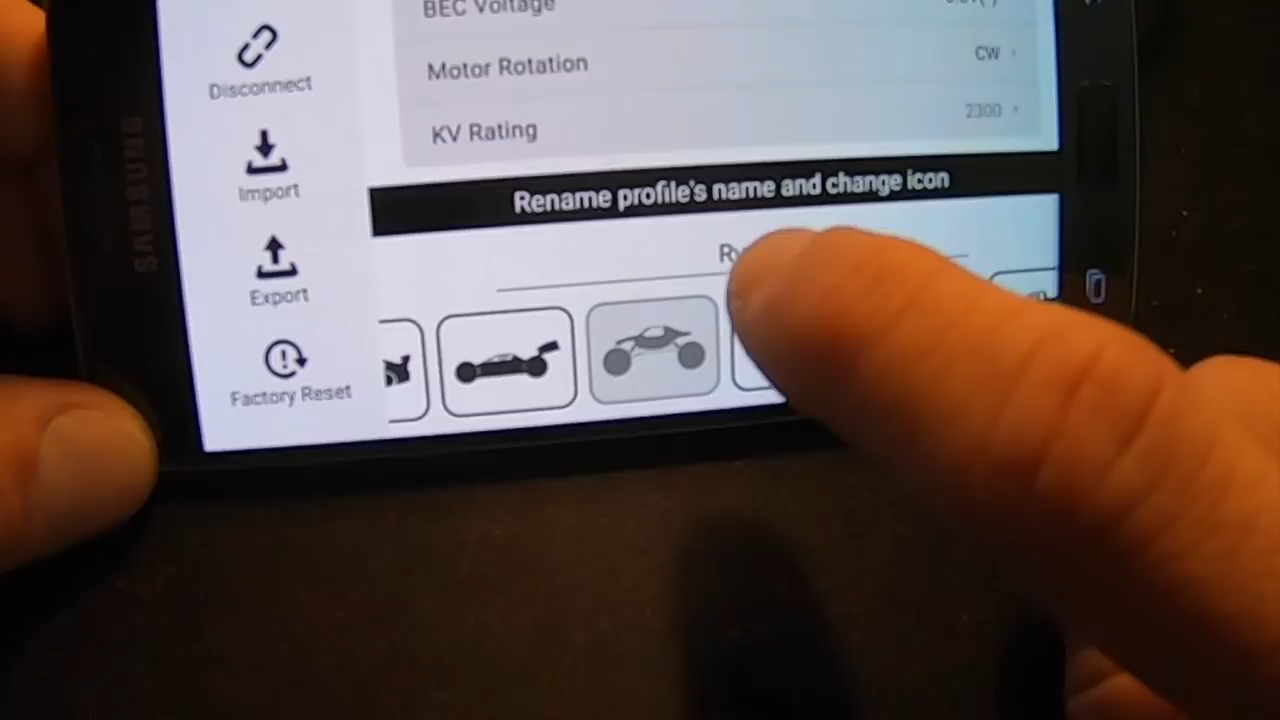 BEC Voltage
Disconnect
Motor Rotation
CW
Import
KV Rating
2300
Rename profile's name and change icon
Export
Factory Reset
SAMSUNG